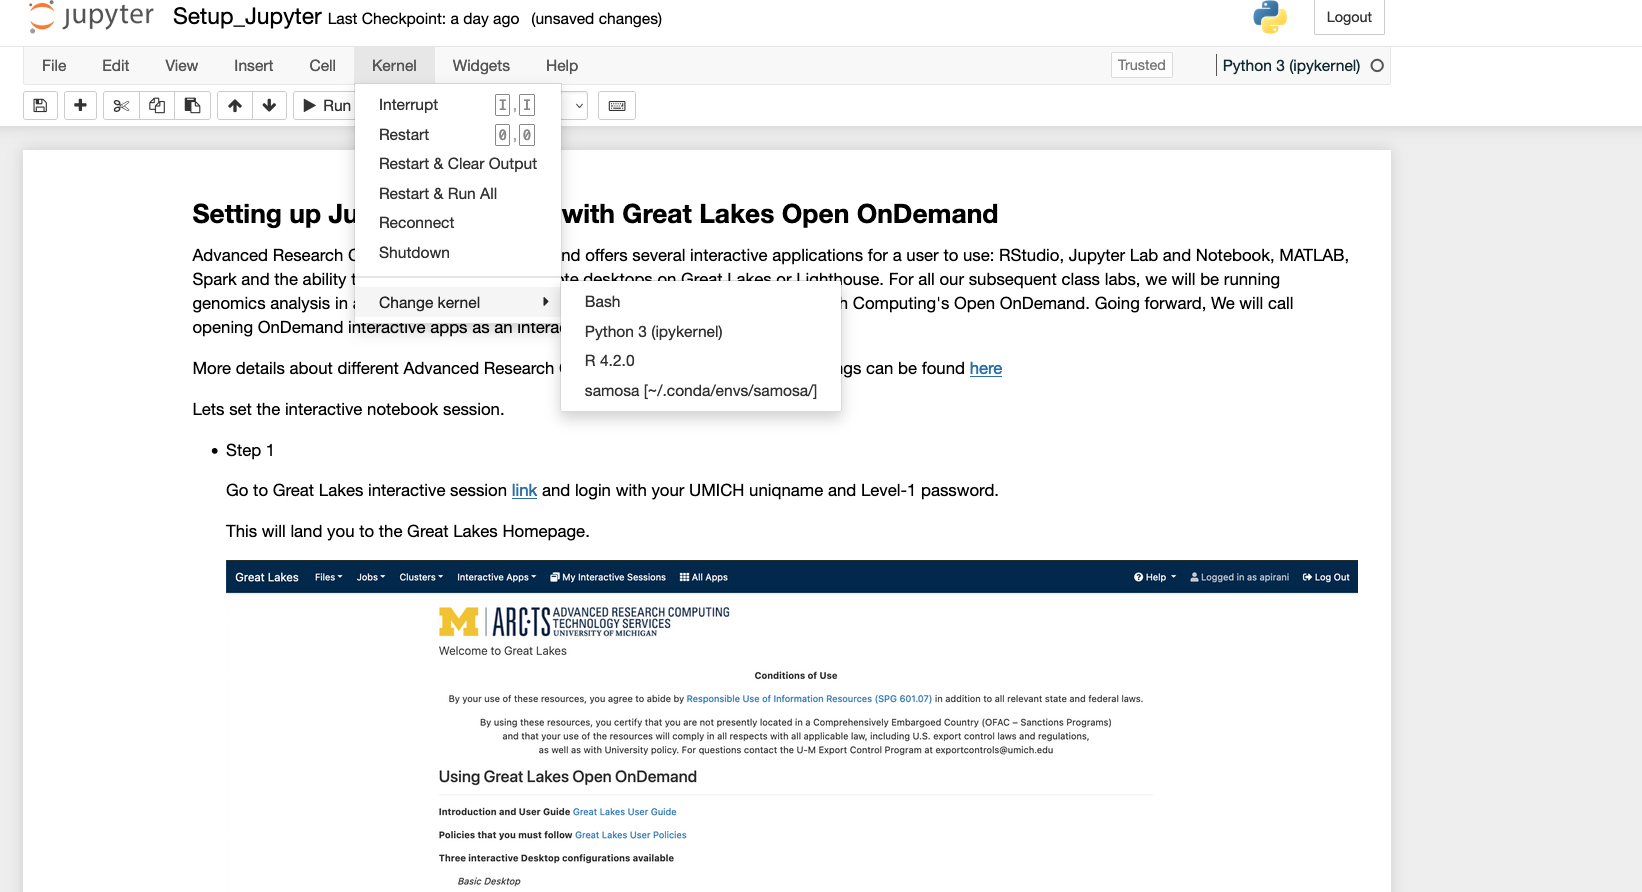 jupyter Setup_Jupyter Last Checkpoint: a day ago (unsaved changes) Logout
File Edit View Insert Cell Kernel Widgets Help Trusted Python 3 (ipykernel)
Run
Interrupt I,I
Restart 0,0
Restart & Clear Output
Restart & Run All
Reconnect
Shutdown
Change kernel
Bash
Python 3 (ipykernel)
R 4.2.0
samosa [~/.conda/envs/samosa/]
Setting up Ju with Great Lakes Open OnDemand
Advanced Research C nd offers several interactive applications for a user to use: RStudio, Jupyter Lab and Notebook, MATLAB,
Spark and the ability t te desktops on Great Lakes or Lighthouse. For all our subsequent class labs, we will be running
genomics analysis in a h Computing's Open OnDemand. Going forward, We will call
opening OnDemand interactive apps as an intera
More details about different Advanced Research ngs can be found here
Lets set the interactive notebook session.
• Step 1
Go to Great Lakes interactive session link and login with your UMICH uniqname and Level-1 password.
This will land you to the Great Lakes Homepage.
Great Lakes Files Jobs Clusters Interactive Apps My Interactive Sessions All Apps Help Logged in as apirani Log Out
M ARC-TS ADVANCED RESEARCH COMPUTING
TECHNOLOGY SERVICES
UNIVERSITY OF MICHIGAN
Welcome to Great Lakes
Conditions of Use
By your use of these resources, you agree to abide by Responsible Use of Information Resources (SPG 601.07) in addition to all relevant state and federal laws.
By using these resources, you certify that you are not presently located in a Comprehensively Embargoed Country (OFAC – Sanctions Programs)
and that your use of the resources will comply in all respects with all applicable law, including U.S. export control laws and regulations,
as well as with University policy. For questions contact the U-M Export Control Program at exportcontrols@umich.edu
Using Great Lakes Open OnDemand
Introduction and User Guide Great Lakes User Guide
Policies that you must follow Great Lakes User Policies
Three interactive Desktop configurations available
Basic Desktop